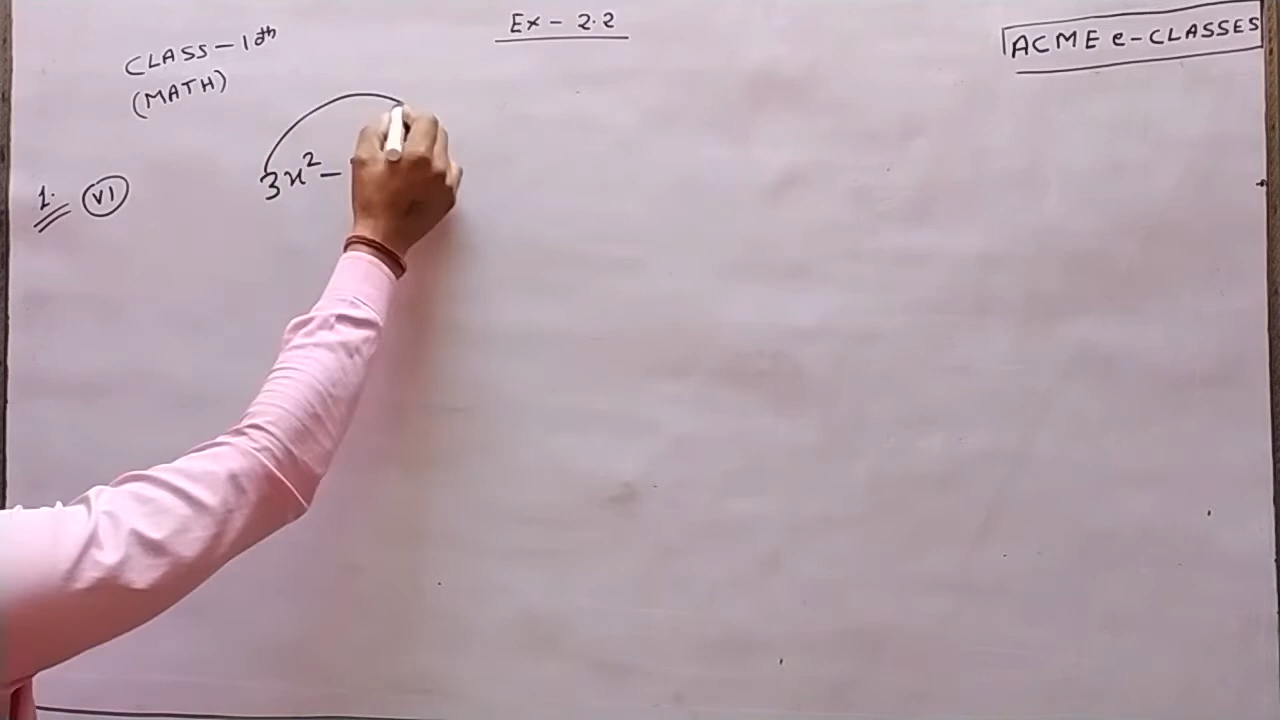 Ex - 2.2
ACME e-CLASSES
CLASS - 10th
(MATH)
1. (VI) 3x² -